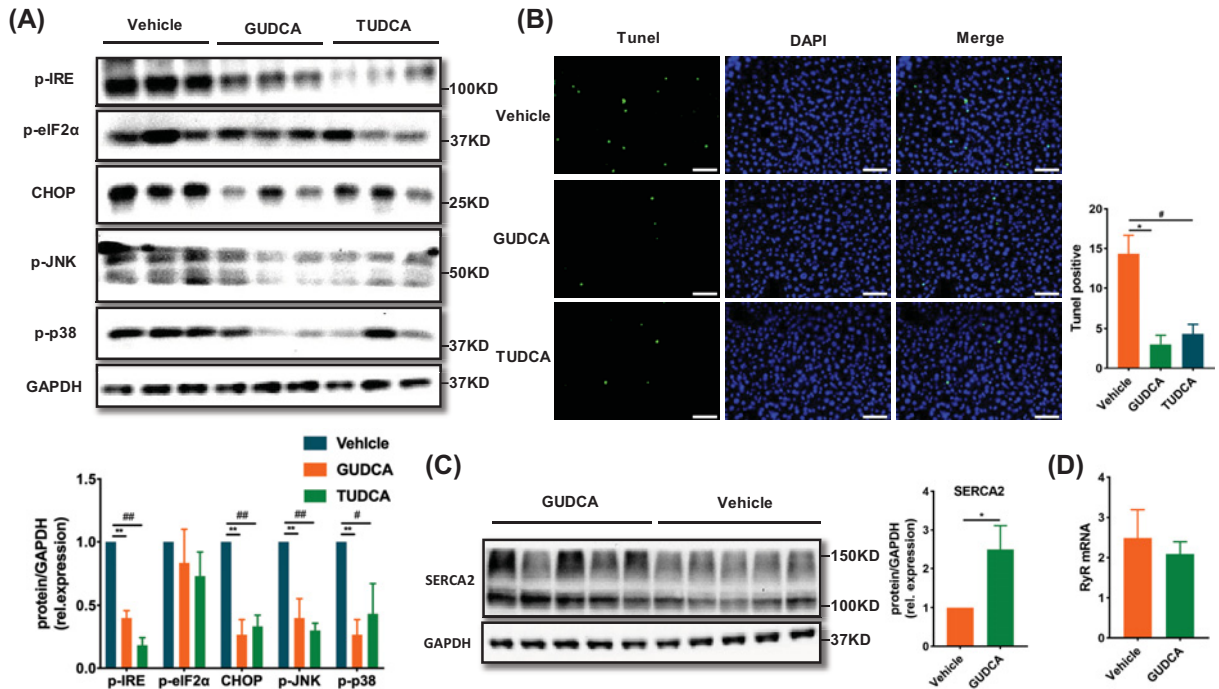 (A)
Vehicle GUDCA TUDCA
p-IRE
100KD
p-eIF2α
37KD
CHOP
25KD
p-JNK
50KD
p-p38
37KD
GAPDH
37KD
Vehlcle
GUDCA
TUDCA
protein/GAPDH
(rel.expression)
1.5
1.0
0.5
0.0
## ** ## ** ## ** # **
p-IRE p-eIF2α CHOP p-JNK p-p38
(B)
Tunel DAPI Merge
Vehicle
GUDCA
TUDCA
Tunel positive
20
15
10
5
0
#
*
Vehicle GUDCA TUDCA
(C)
GUDCA Vehicle
SERCA2
150KD
100KD
GAPDH
37KD
SERCA2
protein/GAPDH
(rel. expression)
4
3
2
1
0
*
Vehicle GUDCA
(D)
RyR mRNA
4
3
2
1
0
Vehicle GUDCA